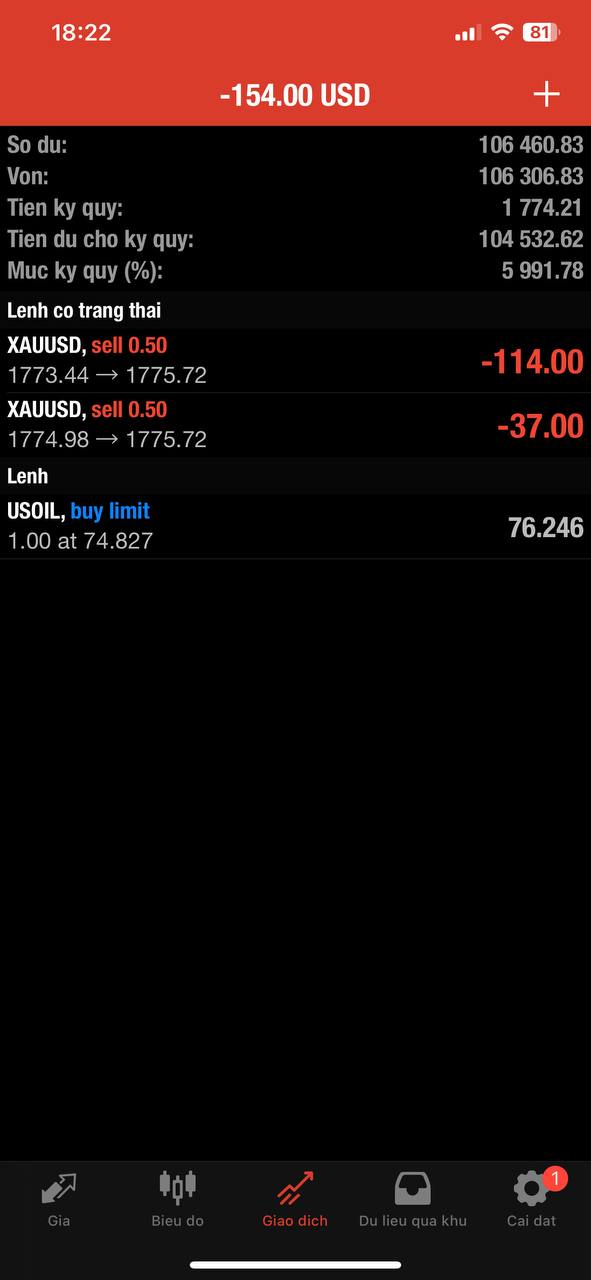 18:22
81
-154.00 USD
So du: 106 460.83
Von: 106 306.83
Tien ky quy: 1 774.21
Tien du cho ky quy: 104 532.62
Muc ky quy (%): 5 991.78
Lenh co trang thai
XAUUSD, sell 0.50
1773.44 → 1775.72
-114.00
XAUUSD, sell 0.50
1774.98 → 1775.72
-37.00
Lenh
USOIL, buy limit
1.00 at 74.827
76.246
1
Gia
Bieu do
Giao dich
Du lieu qua khu
Cai dat